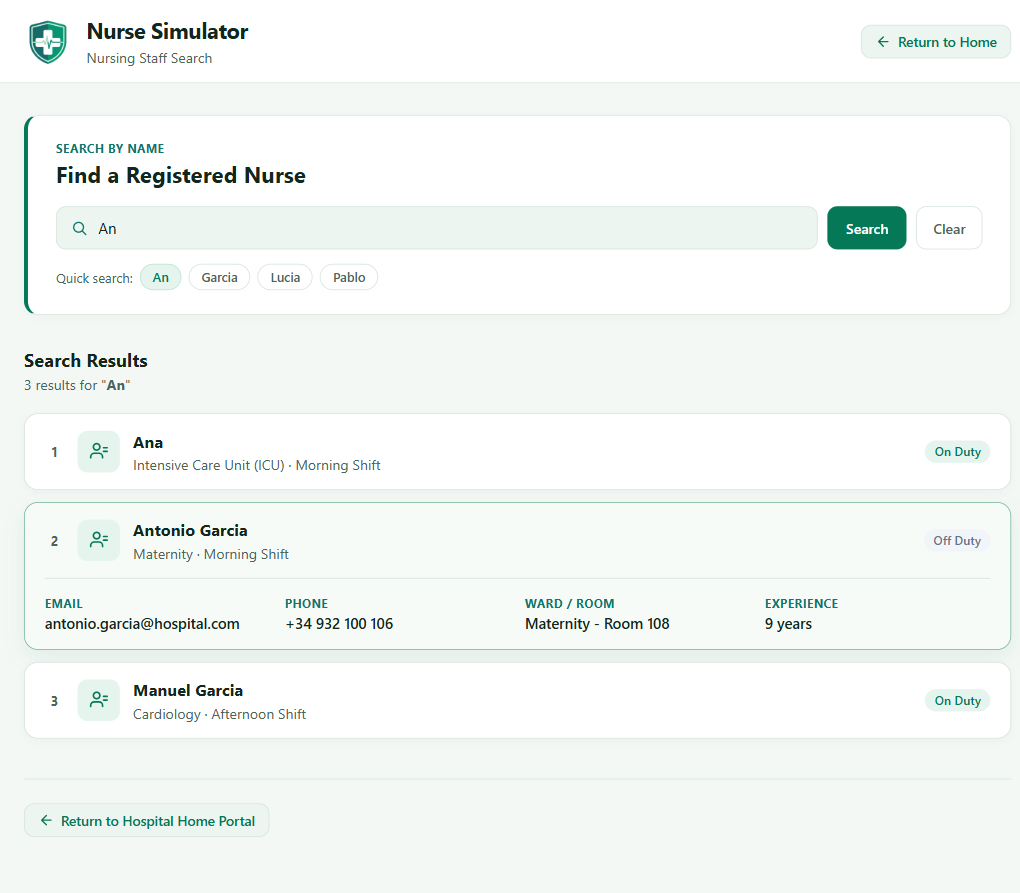 Nurse Simulator
Nursing Staff Search
← Return to Home
SEARCH BY NAME
Find a Registered Nurse
An
Search
Clear
Quick search:
An
Garcia
Lucia
Pablo
Search Results
3 results for "An"
1
Ana
Intensive Care Unit (ICU) · Morning Shift
On Duty
2
Antonio Garcia
Maternity · Morning Shift
Off Duty
EMAIL
antonio.garcia@hospital.com
PHONE
+34 932 100 106
WARD / ROOM
Maternity - Room 108
EXPERIENCE
9 years
3
Manuel Garcia
Cardiology · Afternoon Shift
On Duty
← Return to Hospital Home Portal